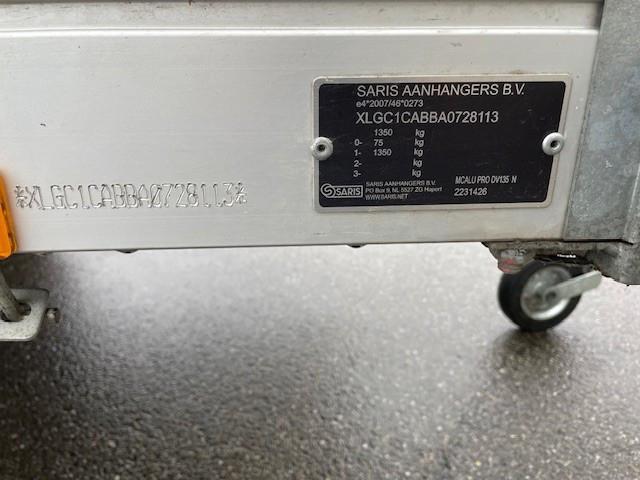 SARIS AANHANGERS B.V.
e4*2007/46*0273
XLGC1CABBA0728113
1350 kg
0- 75 kg
1- 1350 kg
2- kg
3- kg
SARIS
SARIS AANHANGERS B.V.
PO Box 9, NL 5527 ZG Hapert
WWW.SARIS.NET
MCALU PRO DV135 N
2231426
*XLGC1CABBA0728113*